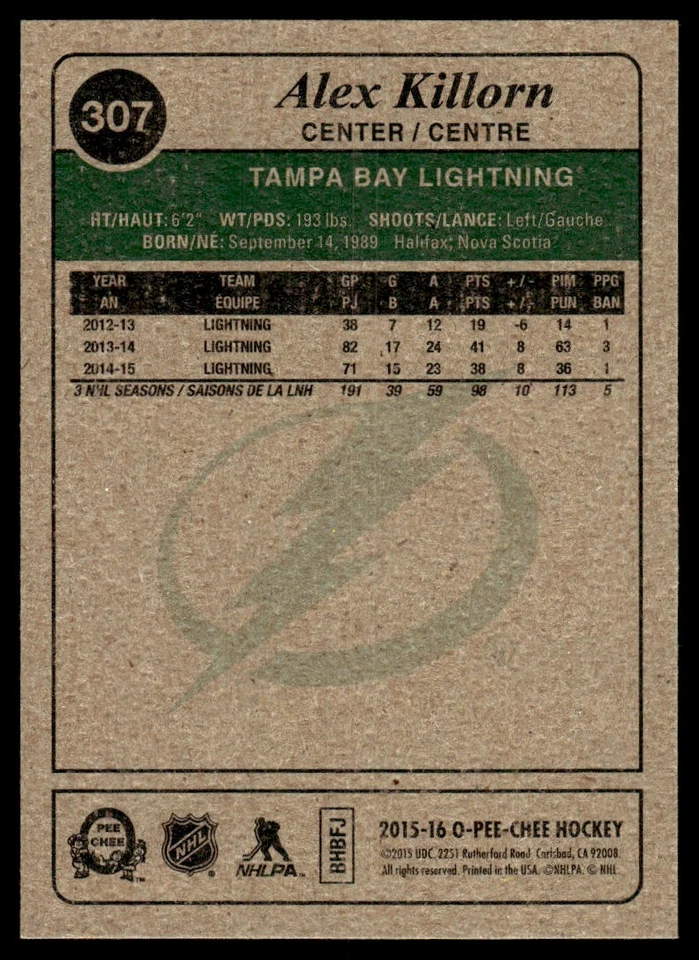 307
Alex Killorn
CENTER / CENTRE
TAMPA BAY LIGHTNING
HT/HAUT: 6'2" WT/PDS: 193 lbs. SHOOTS/LANCE: Left/Gauche
BORN/NÉ: September 14, 1989 Halifax, Nova Scotia
YEAR TEAM GP G A PTS +/- PIM PPG
AN ÉQUIPE PJ B A PTS +/- PUN BAN
2012-13 LIGHTNING 38 7 12 19 -6 14 1
2013-14 LIGHTNING 82 17 24 41 8 63 3
2014-15 LIGHTNING 71 15 23 38 8 36 1
3 NHL SEASONS / SAISONS DE LA LNH 191 39 59 98 10 113 5
O PEE CHEE
NHL
NHLPA
BHBFJ
2015-16 O-PEE-CHEE HOCKEY
©2015 UDC. 2251 Rutherford Road Carlsbad, CA 92008.
All rights reserved. Printed in the USA. ©NHLPA. © NHL.